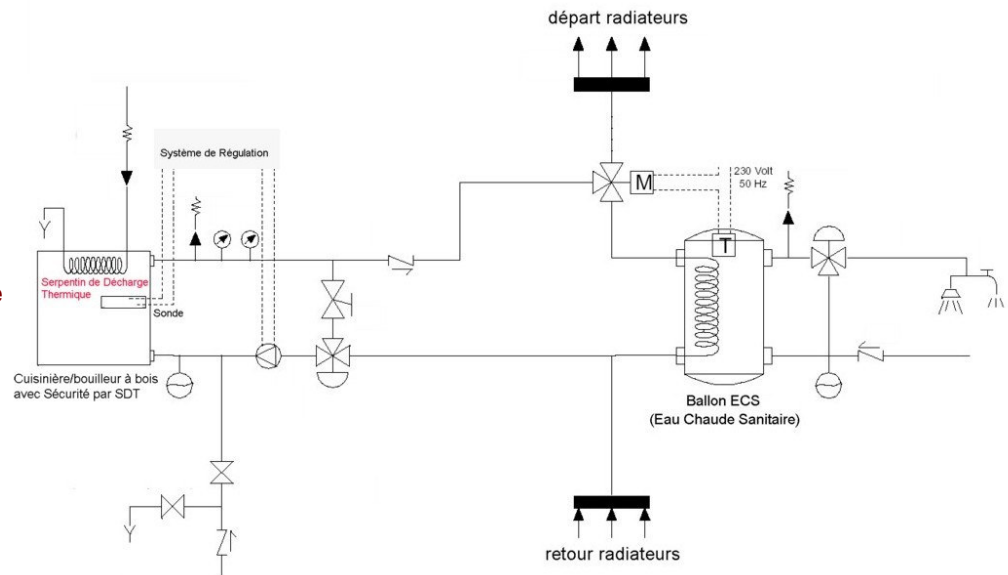 départ radiateurs
Système de Régulation
M
230 Volt
50 Hz
T
Serpentin de Décharge
Thermique
e
Sonde
Cuisinière/bouilleur à bois
avec Sécurité par SDT
Ballon ECS
(Eau Chaude Sanitaire)
retour radiateurs